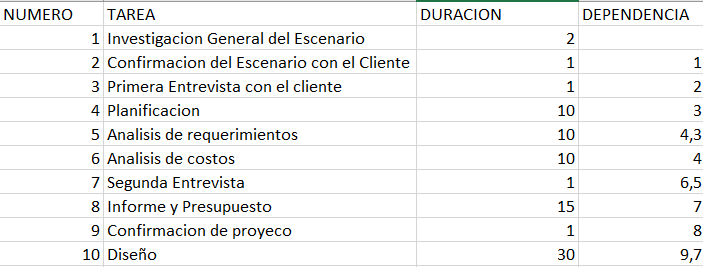 NUMERO TAREA DURACION DEPENDENCIA
1 Investigacion General del Escenario 2
2 Confirmacion del Escenario con el Cliente 1 1
3 Primera Entrevista con el cliente 1 2
4 Planificacion 10 3
5 Analisis de requerimientos 10 4,3
6 Analisis de costos 10 4
7 Segunda Entrevista 1 6,5
8 Informe y Presupuesto 15 7
9 Confirmacion de proyeco 1 8
10 Diseño 30 9,7